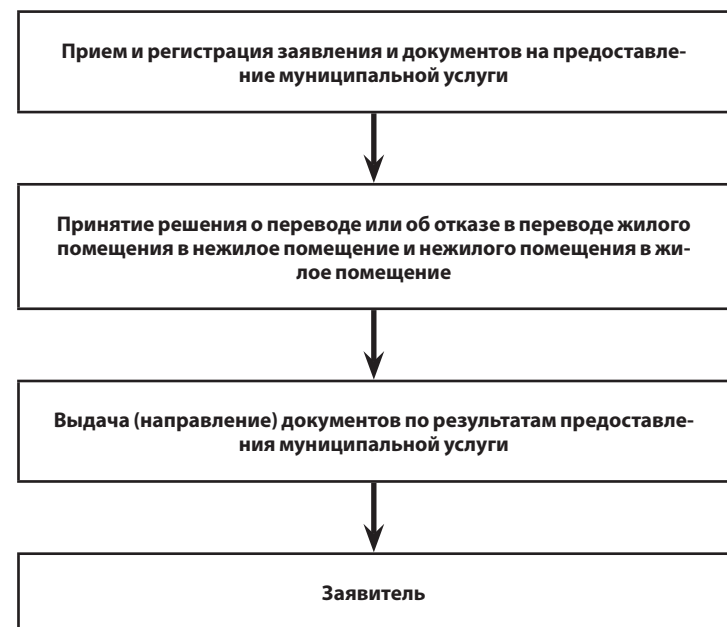 Прием и регистрация заявления и документов на предоставле-
ние муниципальной услуги
Принятие решения о переводе или об отказе в переводе жилого
помещения в нежилое помещение и нежилого помещения в жи-
лое помещение
Выдача (направление) документов по результатам предоставле-
ния муниципальной услуги
Заявитель